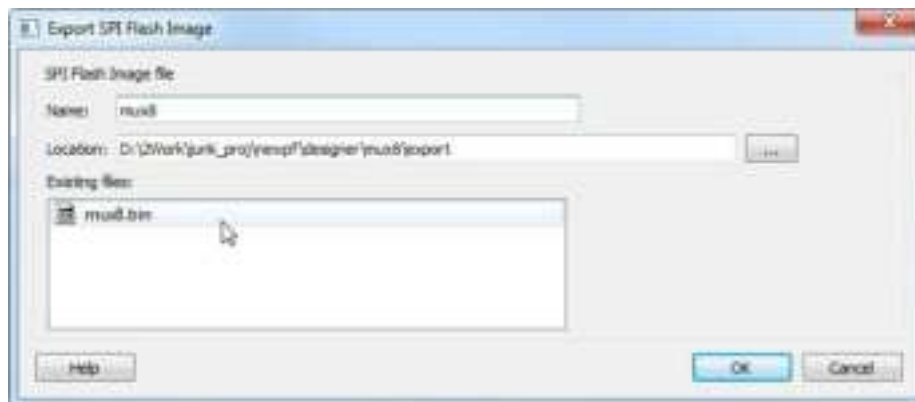 Export SPI Flash Image
SPI Flash Image file
Name: mux8
Location: D:\2Work\junk_proj\newpf\designer\mux8\export
...
Existing files:
mux8.bin
Help OK Cancel